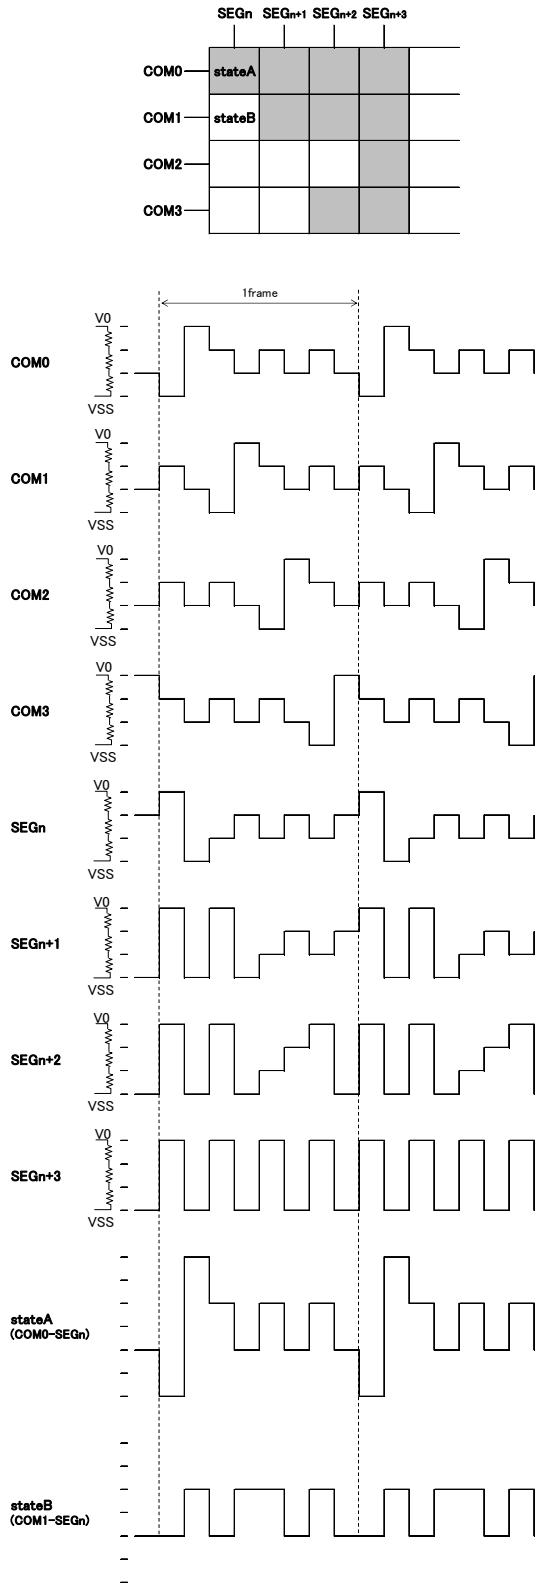 SEGn SEGn+1 SEGn+2 SEGn+3
COM0 stateA
COM1 stateB
COM2
COM3
1frame
V0
COM0
VSS
V0
COM1
VSS
V0
COM2
VSS
V0
COM3
VSS
V0
SEGn
VSS
V0
SEGn+1
VSS
V0
SEGn+2
VSS
V0
SEGn+3
VSS
stateA
(COM0-SEGn)
stateB
(COM1-SEGn)